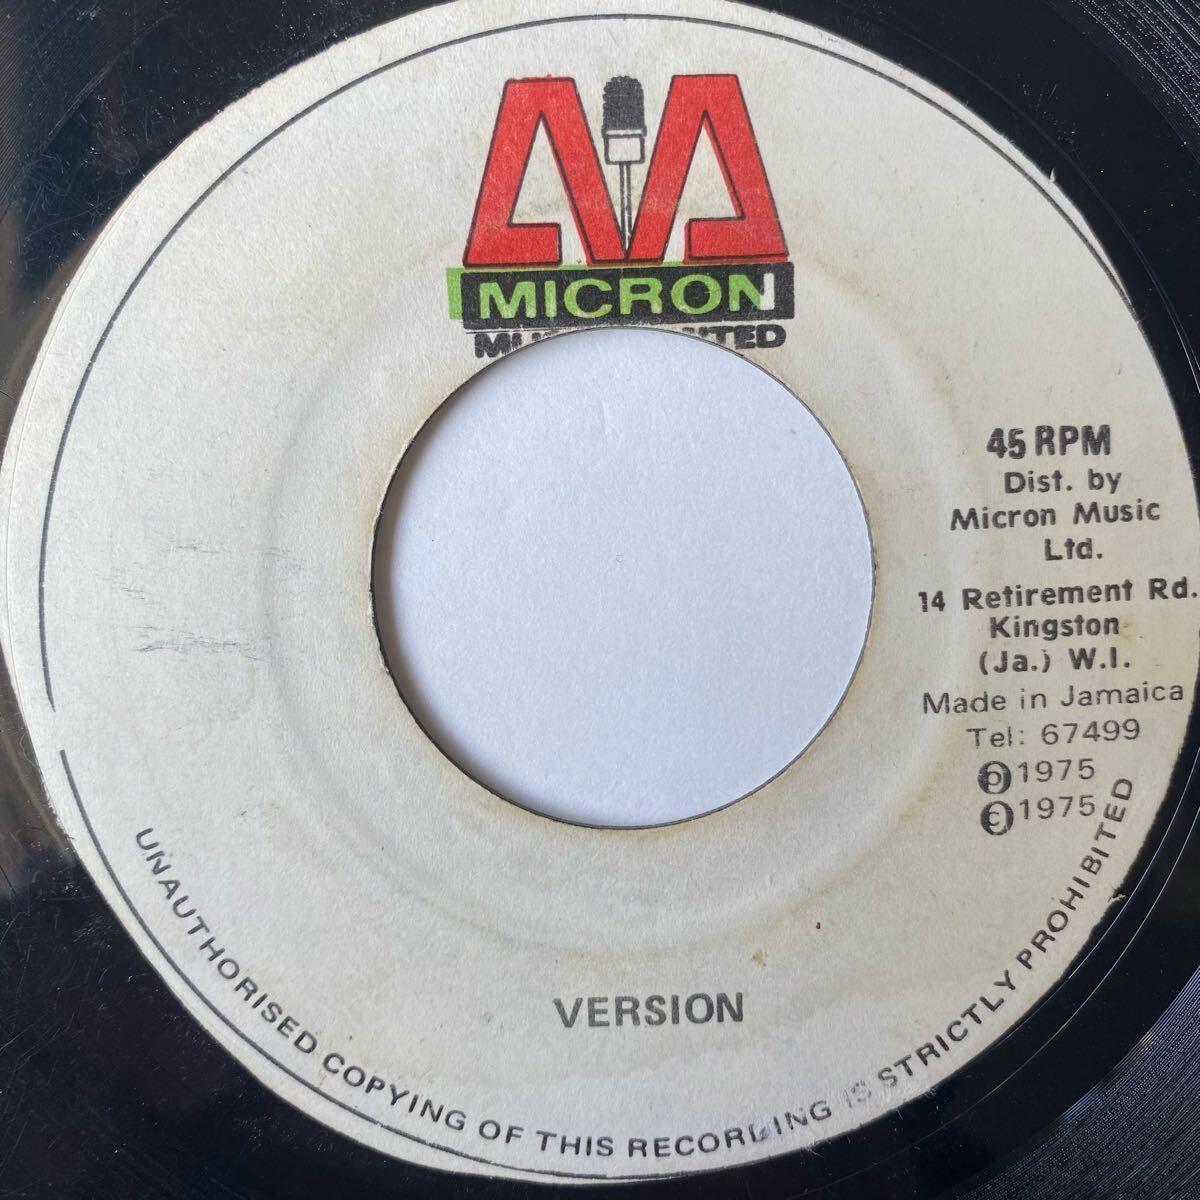 MICRON
45 RPM
Dist. by
Micron Music
Ltd.
14 Retirement Rd.
Kingston
(Ja.) W.I.
Made in Jamaica
Tel: 67499
℗ 1975
© 1975
VERSION
UNAUTHORISED COPYING OF THIS RECORDING IS STRICTLY PROHIBITED